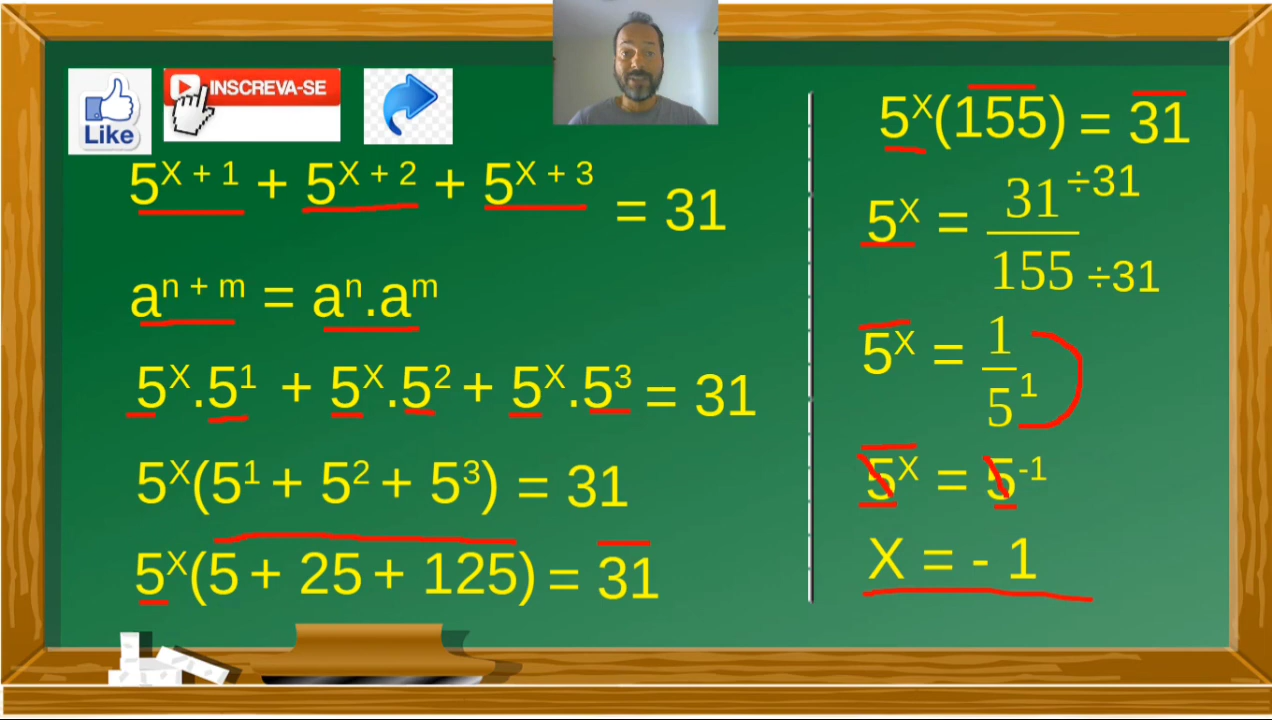 Like
INSCREVA-SE
5^(X + 1) + 5^(X + 2) + 5^(X + 3) = 31
a^(n + m) = a^n.a^m
5^X.5^1 + 5^X.5^2 + 5^X.5^3 = 31
5^X(5^1 + 5^2 + 5^3) = 31
5^X(5 + 25 + 125) = 31
5^X(155) = 31
5^X = 31/155 ÷31 ÷31
5^X = 1/5^1
5^X = 5^-1
X = - 1